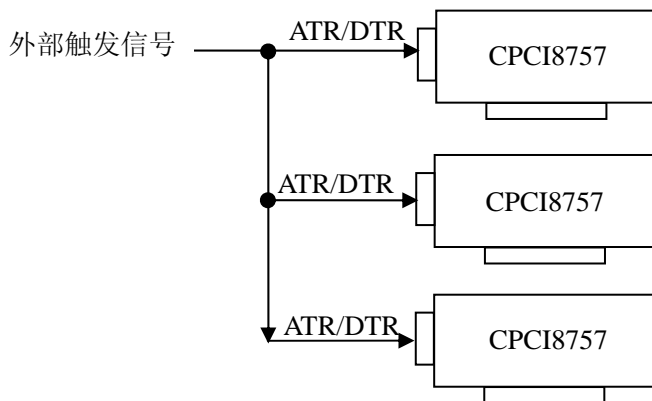 外部触发信号
ATR/DTR
CPCI8757
ATR/DTR
CPCI8757
ATR/DTR
CPCI8757